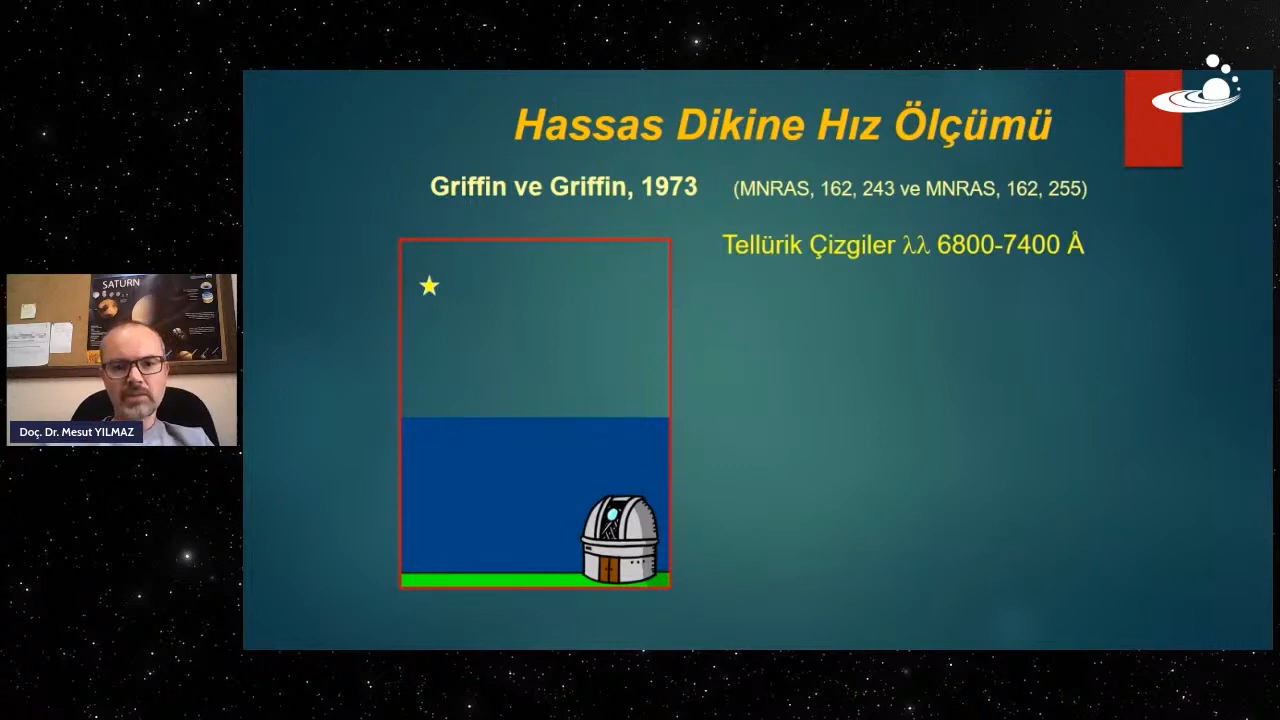 Hassas Dikine Hız Ölçümü
Griffin ve Griffin, 1973 (MNRAS, 162, 243 ve MNRAS, 162, 255)
Tellürik Çizgiler λλ 6800-7400 Å
SATÜRN
Doç. Dr. Mesut YILMAZ